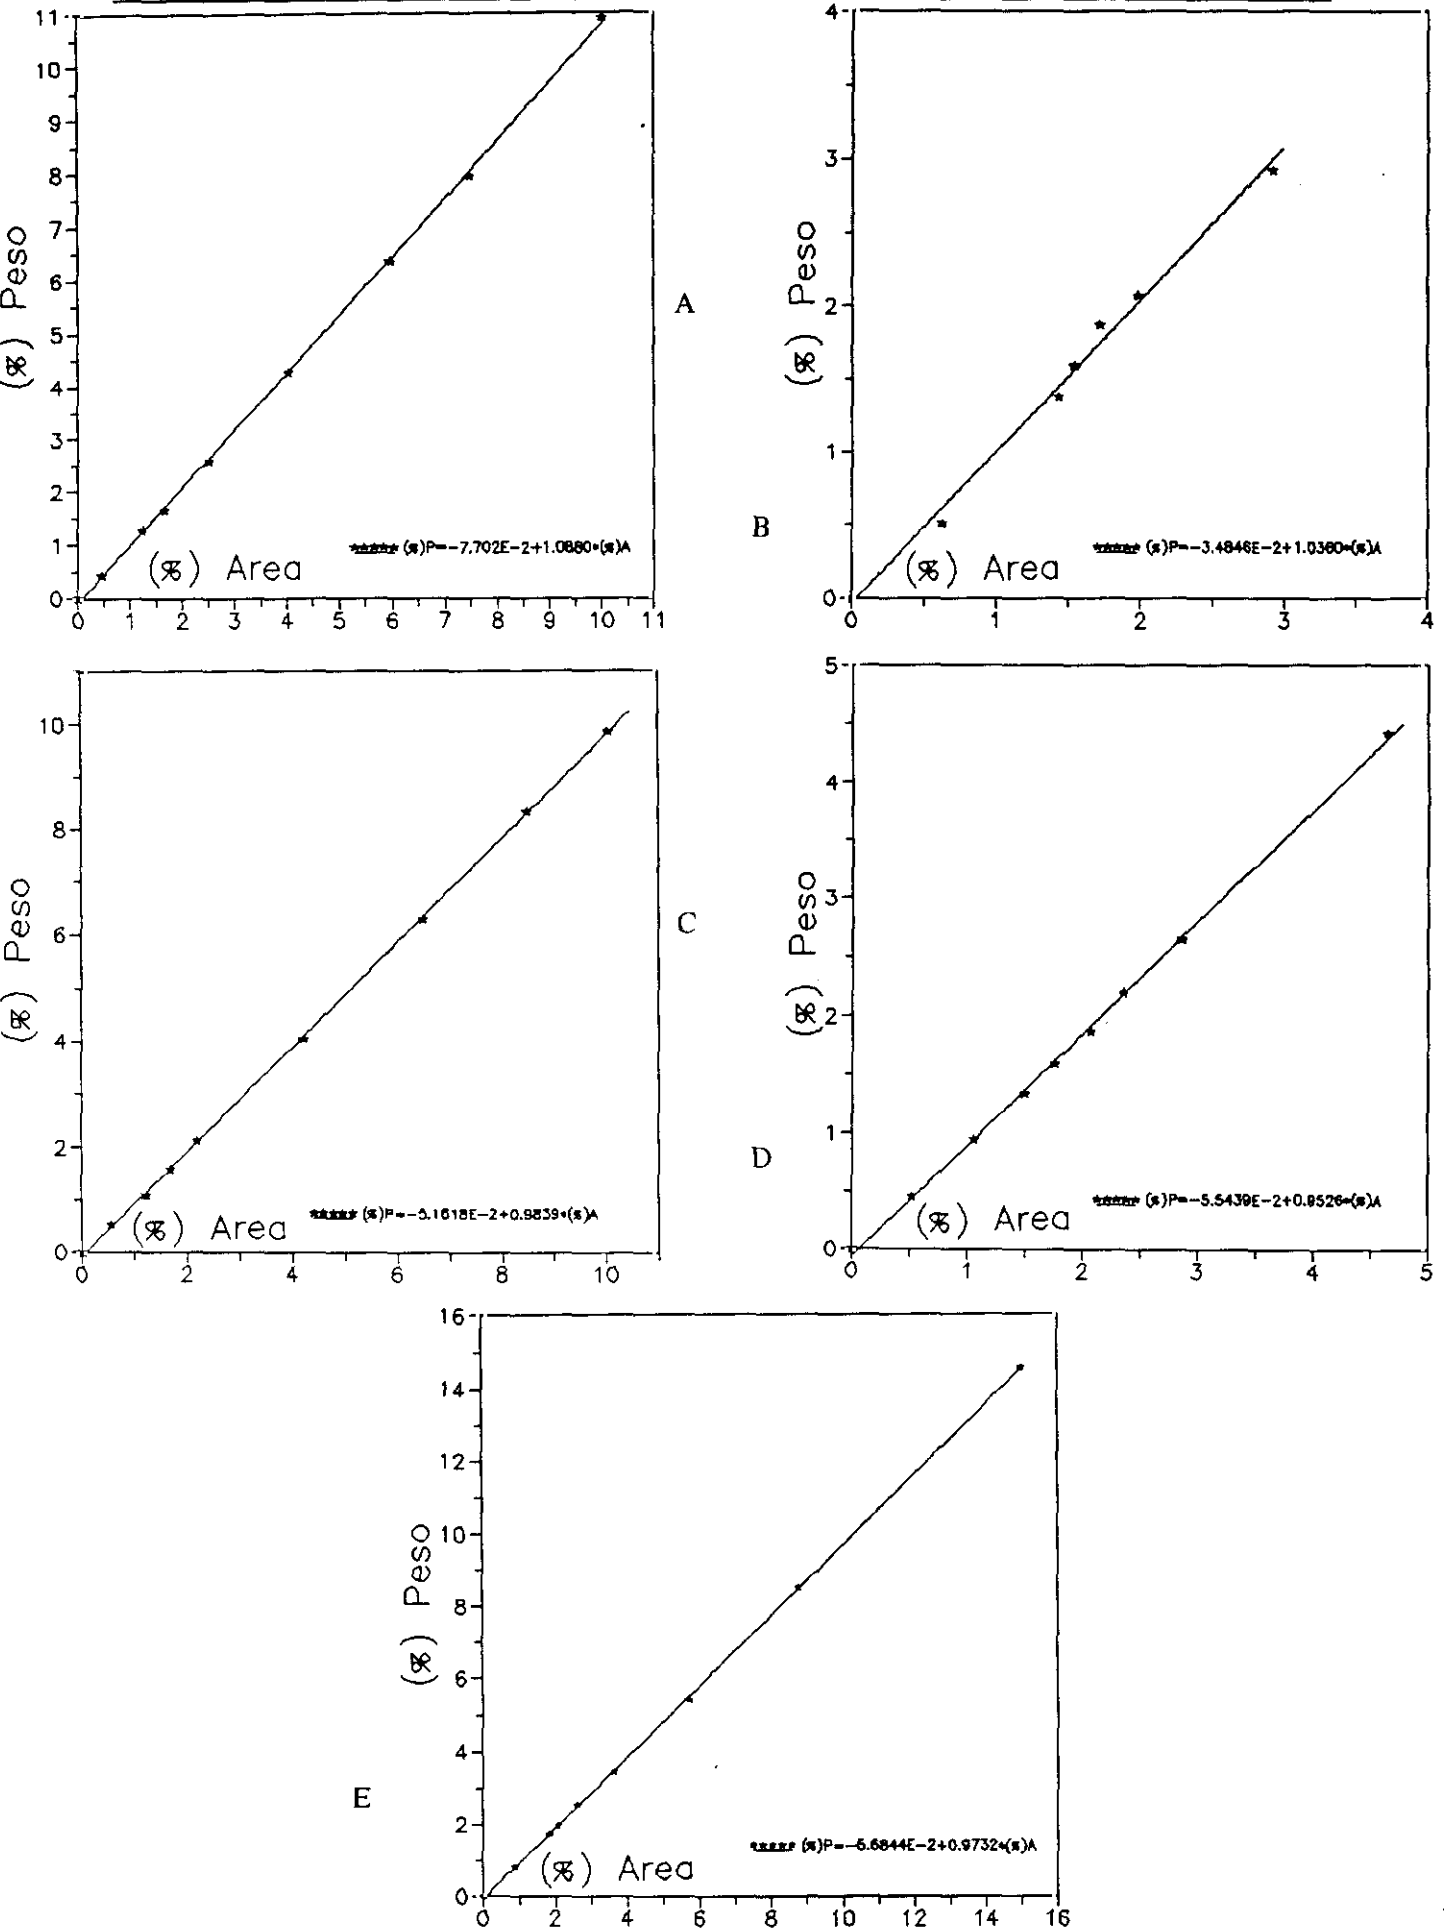 11
10
9
8
7
6
5
4
3
2
1
0
(%) Peso
0 1 2 3 4 5 6 7 8 9 10 11
(%) Area
(%)P=-7.702E-2+1.0880*(%)A
A
4
3
2
1
0
(%) Peso
0 1 2 3 4
(%) Area
(%)P=-3.4846E-2+1.0360*(%)A
B
10
8
6
4
2
0
(%) Peso
0 2 4 6 8 10
(%) Area
(%)P=-5.1618E-2+0.9839*(%)A
C
5
4
3
2
1
0
(%) Peso
0 1 2 3 4 5
(%) Area
(%)P=-5.5439E-2+0.9526*(%)A
D
16
14
12
10
8
6
4
2
0
(%) Peso
0 2 4 6 8 10 12 14 16
(%) Area
(%)P=-6.6844E-2+0.9732*(%)A
E